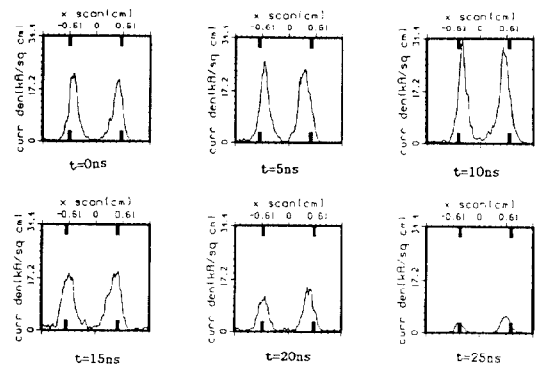 x scan(cm)
-0.61 0 0.61
curr den(kA/sq cm)
34.4
17.2
0
t=0ns
x scan(cm)
-0.61 0 0.61
curr den(kA/sq cm)
34.4
17.2
0
t=5ns
x scan(cm)
-0.61 0 0.61
curr den(kA/sq cm)
34.4
17.2
0
t=10ns
x scan(cm)
-0.61 0 0.61
curr den(kA/sq cm)
34.4
17.2
0
t=15ns
x scan(cm)
-0.61 0 0.61
curr den(kA/sq cm)
34.4
17.2
0
t=20ns
x scan(cm)
-0.61 0 0.61
curr den(kA/sq cm)
34.4
17.2
0
t=25ns